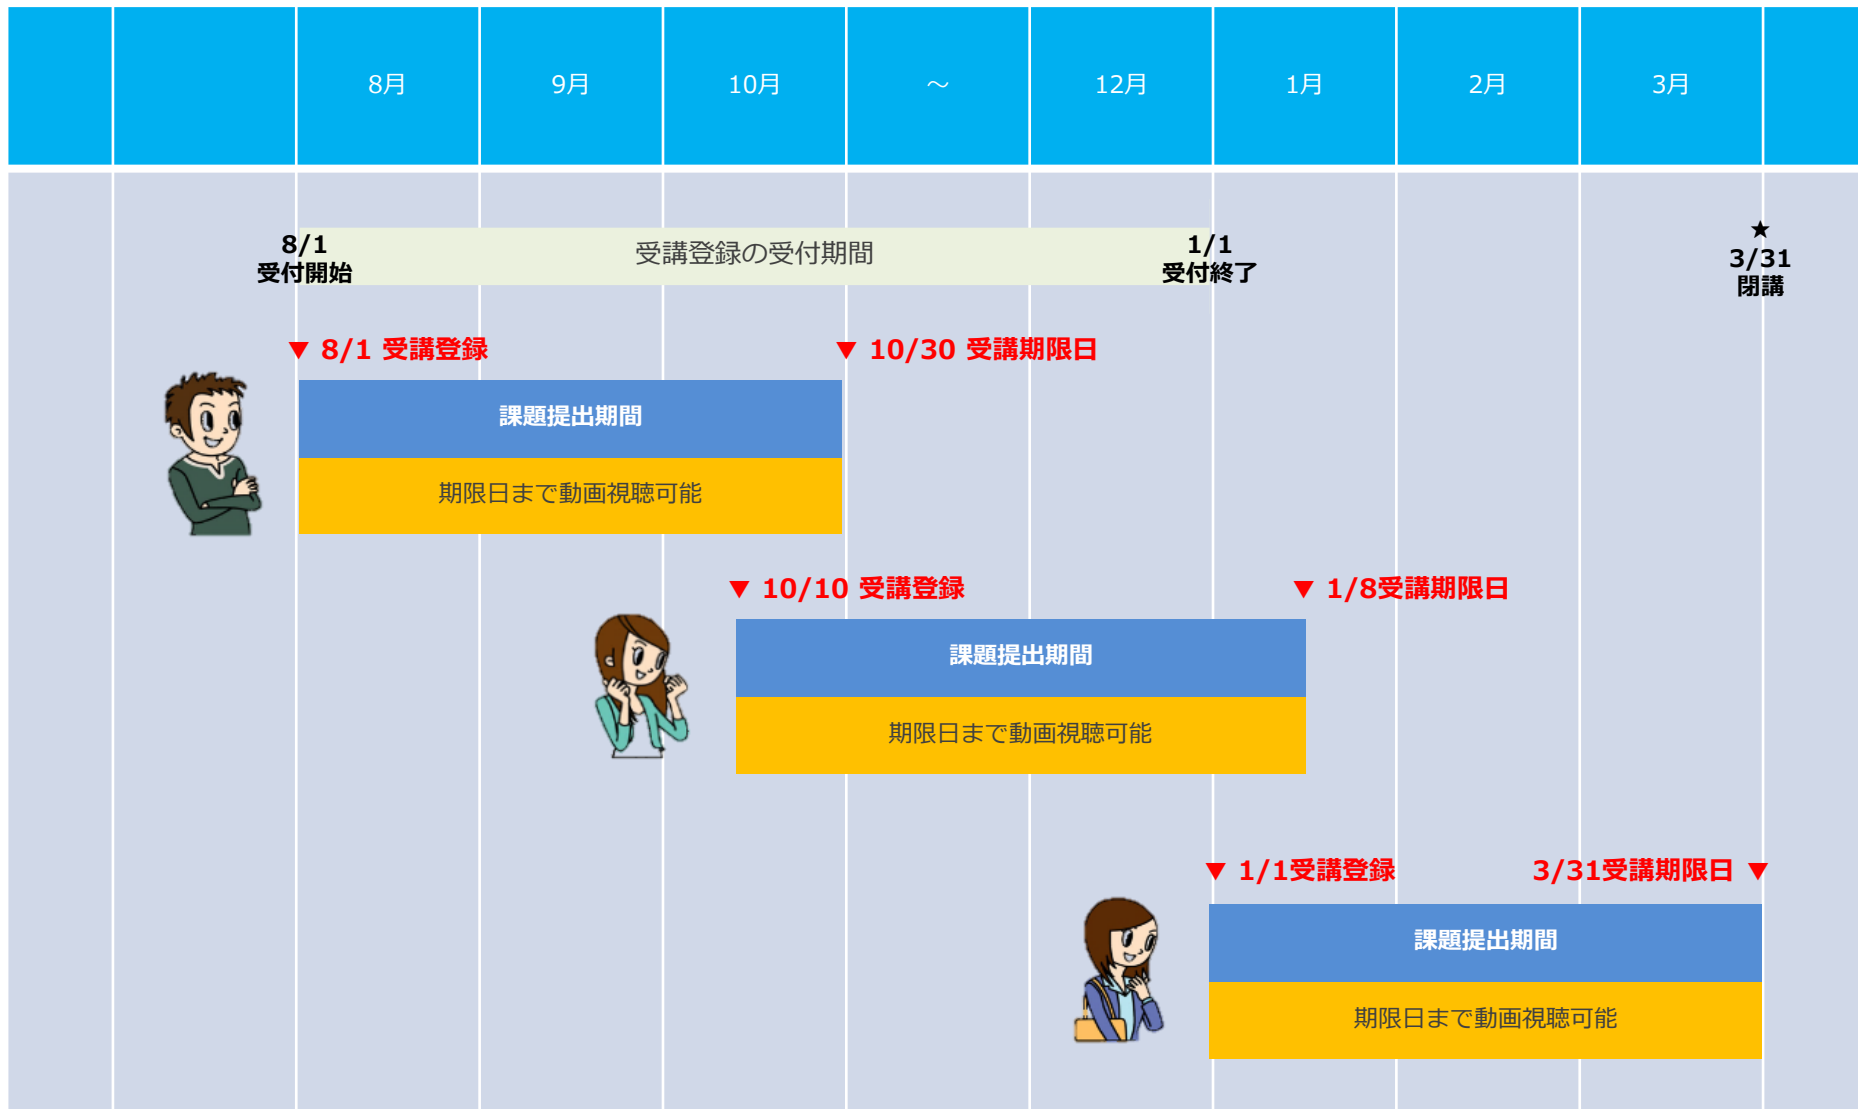 8月 9月 10月 ～ 12月 1月 2月 3月
8/1
受付開始
受講登録の受付期間
1/1
受付終了
★
3/31
閉講
▼ 8/1 受講登録
▼ 10/30 受講期限日
課題提出期間
期限日まで動画視聴可能
▼ 10/10 受講登録
▼ 1/8受講期限日
課題提出期間
期限日まで動画視聴可能
▼ 1/1受講登録
3/31受講期限日 ▼
課題提出期間
期限日まで動画視聴可能